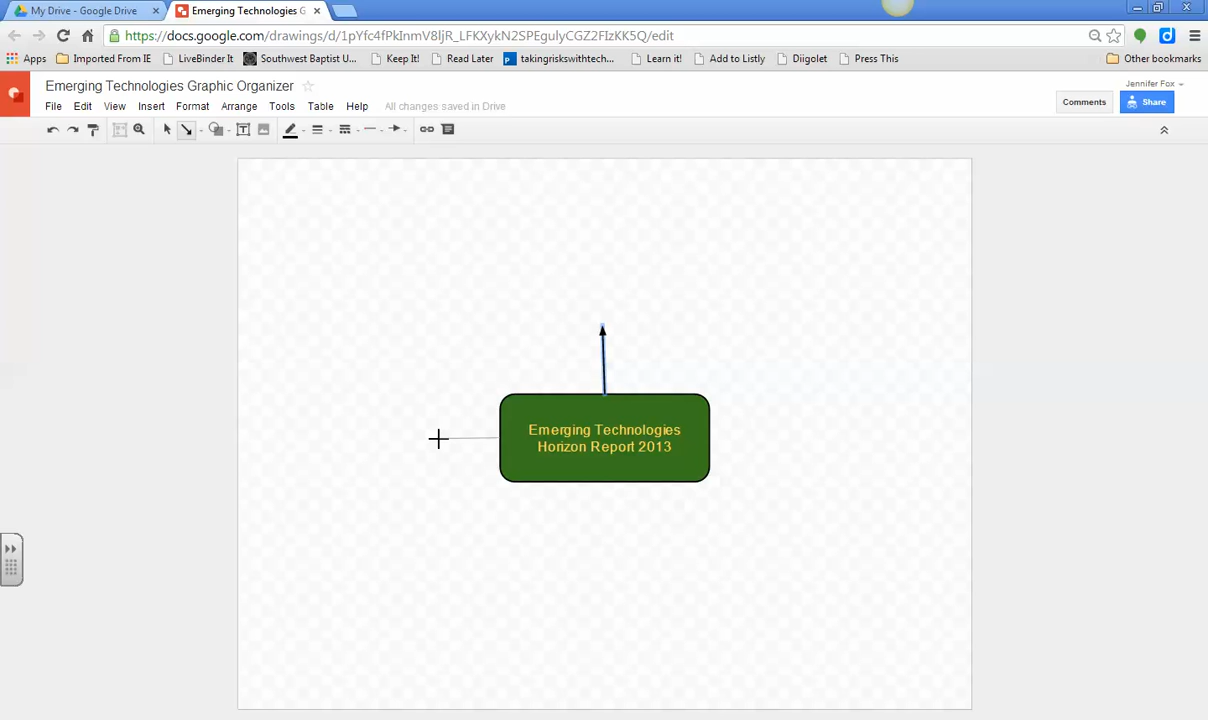 My Drive - Google Drive
Emerging Technologies G
https://docs.google.com/drawings/d/1pYfc4fPkInmV8ljR_LFKXykN2SPEgulyCGZ2FIzKK5Q/edit
Apps Imported From IE LiveBinder It Southwest Baptist U... Keep It! Read Later takingriskswithtech... Learn it! Add to Listly Diigolet Press This Other bookmarks
Emerging Technologies Graphic Organizer
Jennifer Fox
File Edit View Insert Format Arrange Tools Table Help All changes saved in Drive
Comments Share
Emerging Technologies
Horizon Report 2013